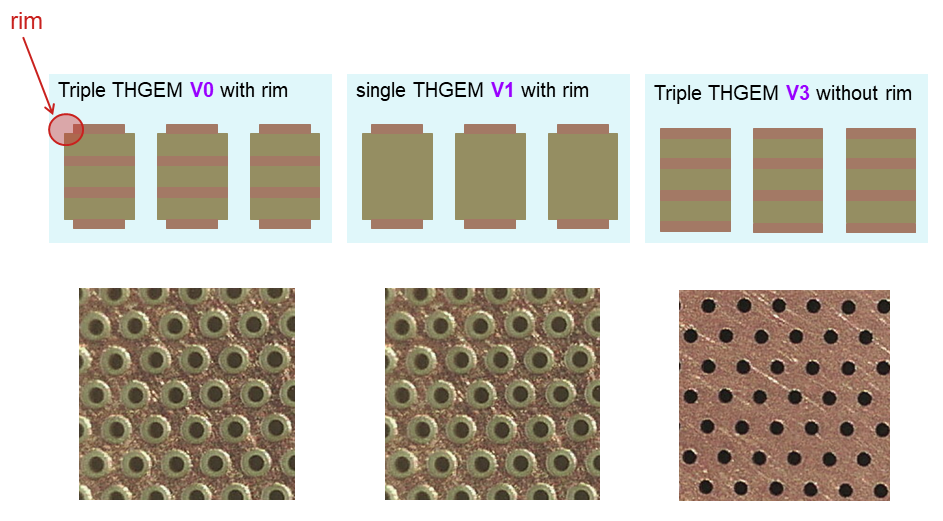 rim
Triple THGEM V0 with rim
single THGEM V1 with rim
Triple THGEM V3 without rim